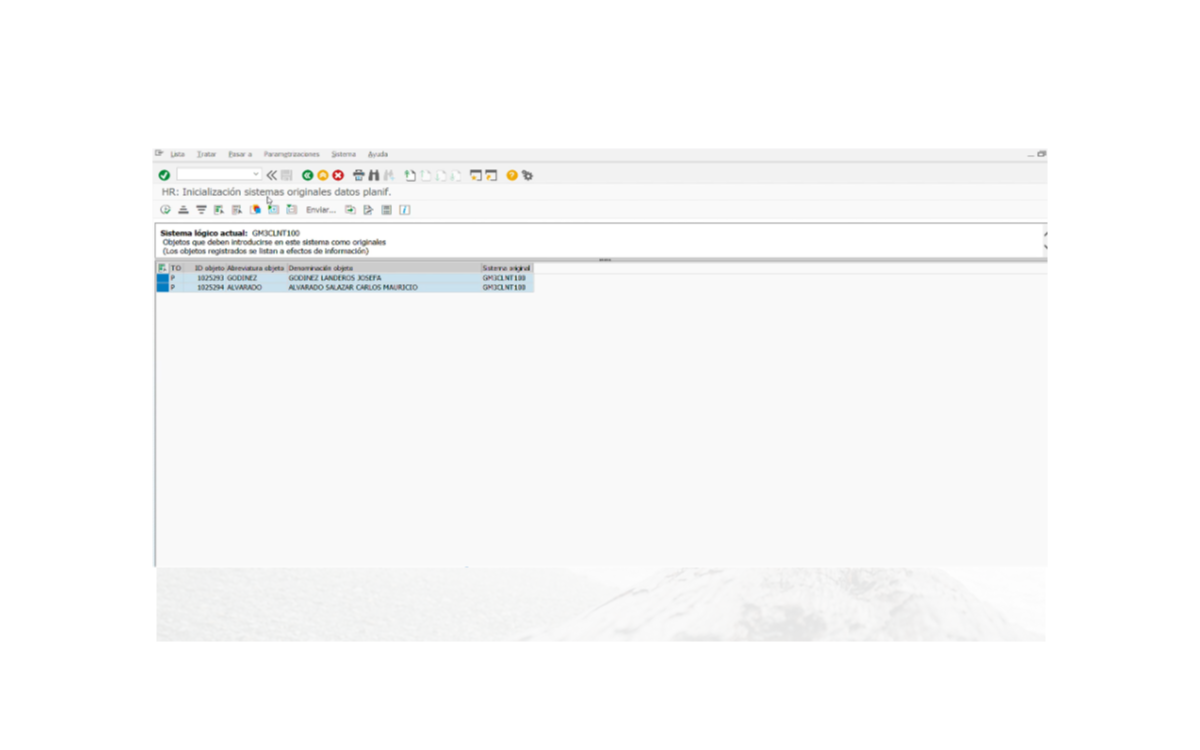 Lista Tratar Pasar a Parametrizaciones Sistema Ayuda
HR: Inicialización sistemas originales datos planif.
Enviar...
Sistema lógico actual: GM3CLNT100
Objetos que deben introducirse en este sistema como originales
(Los objetos registrados se listan a efectos de información)
TO ID objeto Abreviatura objeto Denominación objeto Sistema original
P 1025293 GODINEZ GODINEZ LANDEROS JOSEFA GM3CLNT100
P 1025294 ALVARADO ALVARADO SALAZAR CARLOS MAURICIO GM3CLNT100